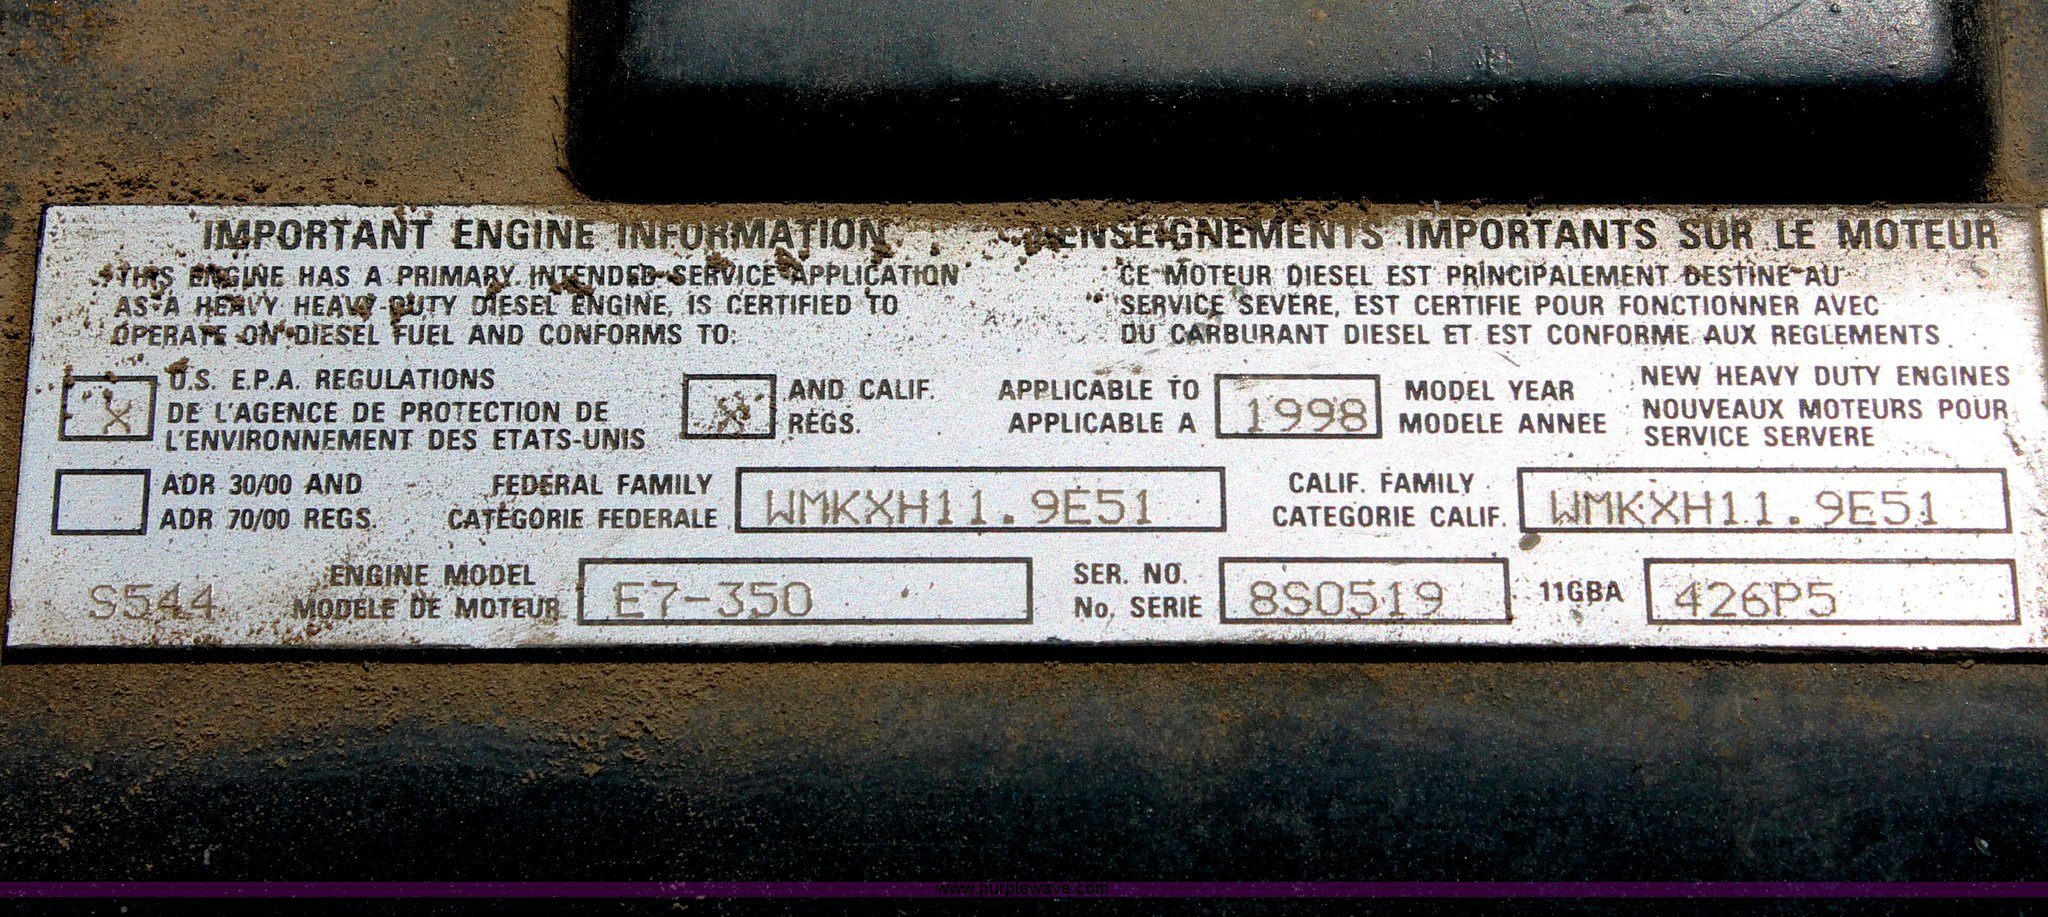 IMPORTANT ENGINE INFORMATION
THIS ENGINE HAS A PRIMARY INTENDED SERVICE APPLICATION
AS A HEAVY HEAVY-DUTY DIESEL ENGINE, IS CERTIFIED TO
OPERATE ON DIESEL FUEL AND CONFORMS TO:
RENSEIGNEMENTS IMPORTANTS SUR LE MOTEUR
CE MOTEUR DIESEL EST PRINCIPALEMENT DESTINE AU
SERVICE SEVERE, EST CERTIFIE POUR FONCTIONNER AVEC
DU CARBURANT DIESEL ET EST CONFORME AUX REGLEMENTS.
X
U.S. E.P.A. REGULATIONS
DE L'AGENCE DE PROTECTION DE
L'ENVIRONNEMENT DES ETATS-UNIS
X
AND CALIF.
REGS.
APPLICABLE TO
APPLICABLE A
1998
MODEL YEAR
MODELE ANNEE
NEW HEAVY DUTY ENGINES
NOUVEAUX MOTEURS POUR
SERVICE SERVERE
ADR 30/00 AND
ADR 70/00 REGS.
FEDERAL FAMILY
CATEGORIE FEDERALE
WMKXH11.9E51
CALIF. FAMILY
CATEGORIE CALIF.
WMKXH11.9E51
S544
ENGINE MODEL
MODELE DE MOTEUR
E7-350
SER. NO.
No. SERIE
8S0519
11GBA
426P5
www.purplewave.com